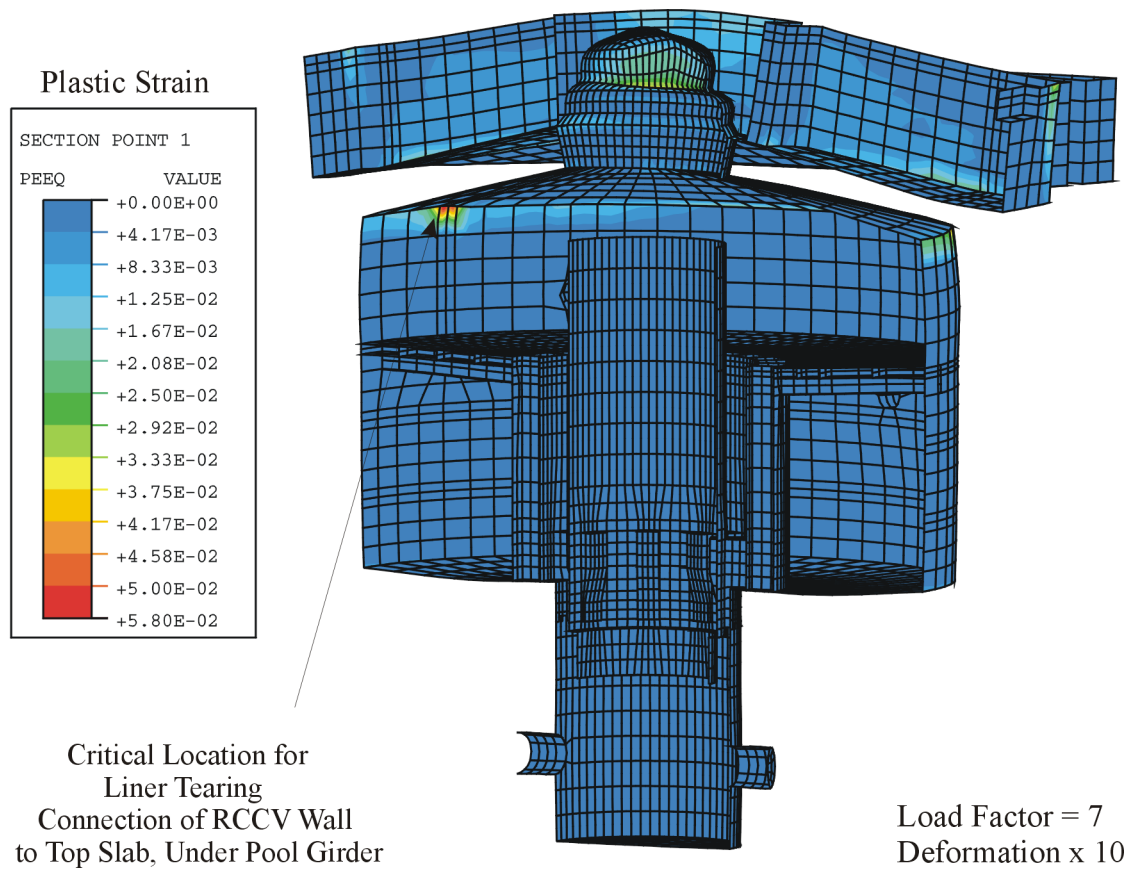 Plastic Strain
SECTION POINT 1
PEEQ VALUE
+0.00E+00
+4.17E-03
+8.33E-03
+1.25E-02
+1.67E-02
+2.08E-02
+2.50E-02
+2.92E-02
+3.33E-02
+3.75E-02
+4.17E-02
+4.58E-02
+5.00E-02
+5.80E-02
Critical Location for
Liner Tearing
Connection of RCCV Wall
to Top Slab, Under Pool Girder
Load Factor = 7
Deformation x 10